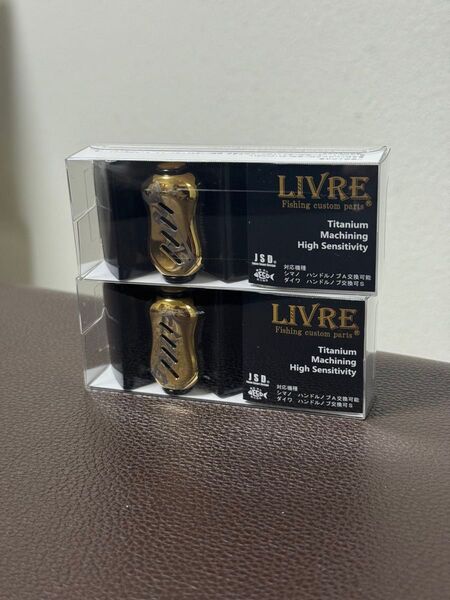 LIVRE
Fishing custom parts®
Titanium
Machining
High Sensitivity
JSD
対応機種
シマノ ハンドルノブA交換可能
ダイワ ハンドルノブ交換可S
LIVRE
Fishing custom parts®
Titanium
Machining
High Sensitivity
JSD
対応機種
シマノ ハンドルノブA交換可能
ダイワ ハンドルノブ交換可S